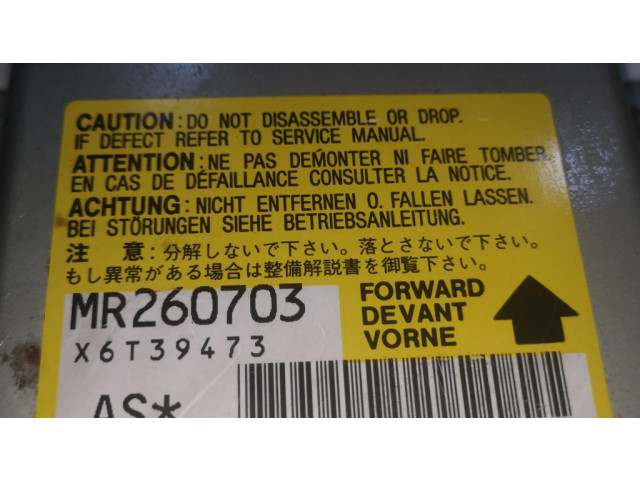 CAUTION: DO NOT DISASSEMBLE OR DROP.
IF DEFECT REFER TO SERVICE MANUAL.
ATTENTION: NE PAS DEMONTER NI FAIRE TOMBER.
EN CAS DE DÉFAILLANCE CONSULTER LA NOTICE.
ACHTUNG: NICHT ENTFERNEN O. FALLEN LASSEN.
BEI STÖRUNGEN SIEHE BETRIEBSANLEITUNG.
注 意:分解しないで下さい。落とさないで下さい。
もし異常がある場合は整備解説書を御覧下さい。
MR260703
X6T39473
FORWARD
DEVANT
VORNE
AS*